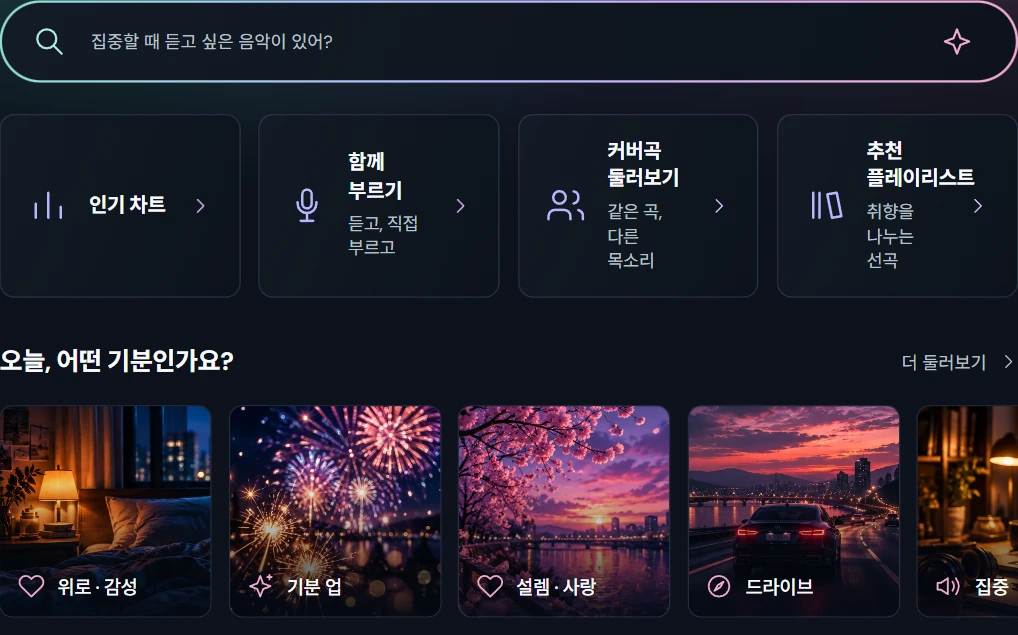 집중할 때 듣고 싶은 음악이 있어?
인기 차트
함께
부르기
듣고, 직접
부르고
커버곡
둘러보기
같은 곡,
다른
목소리
추천
플레이리스트
취향을
나누는
선곡
오늘, 어떤 기분인가요?
더 둘러보기
위로 · 감성
기분 업
설렘 · 사랑
드라이브
집중